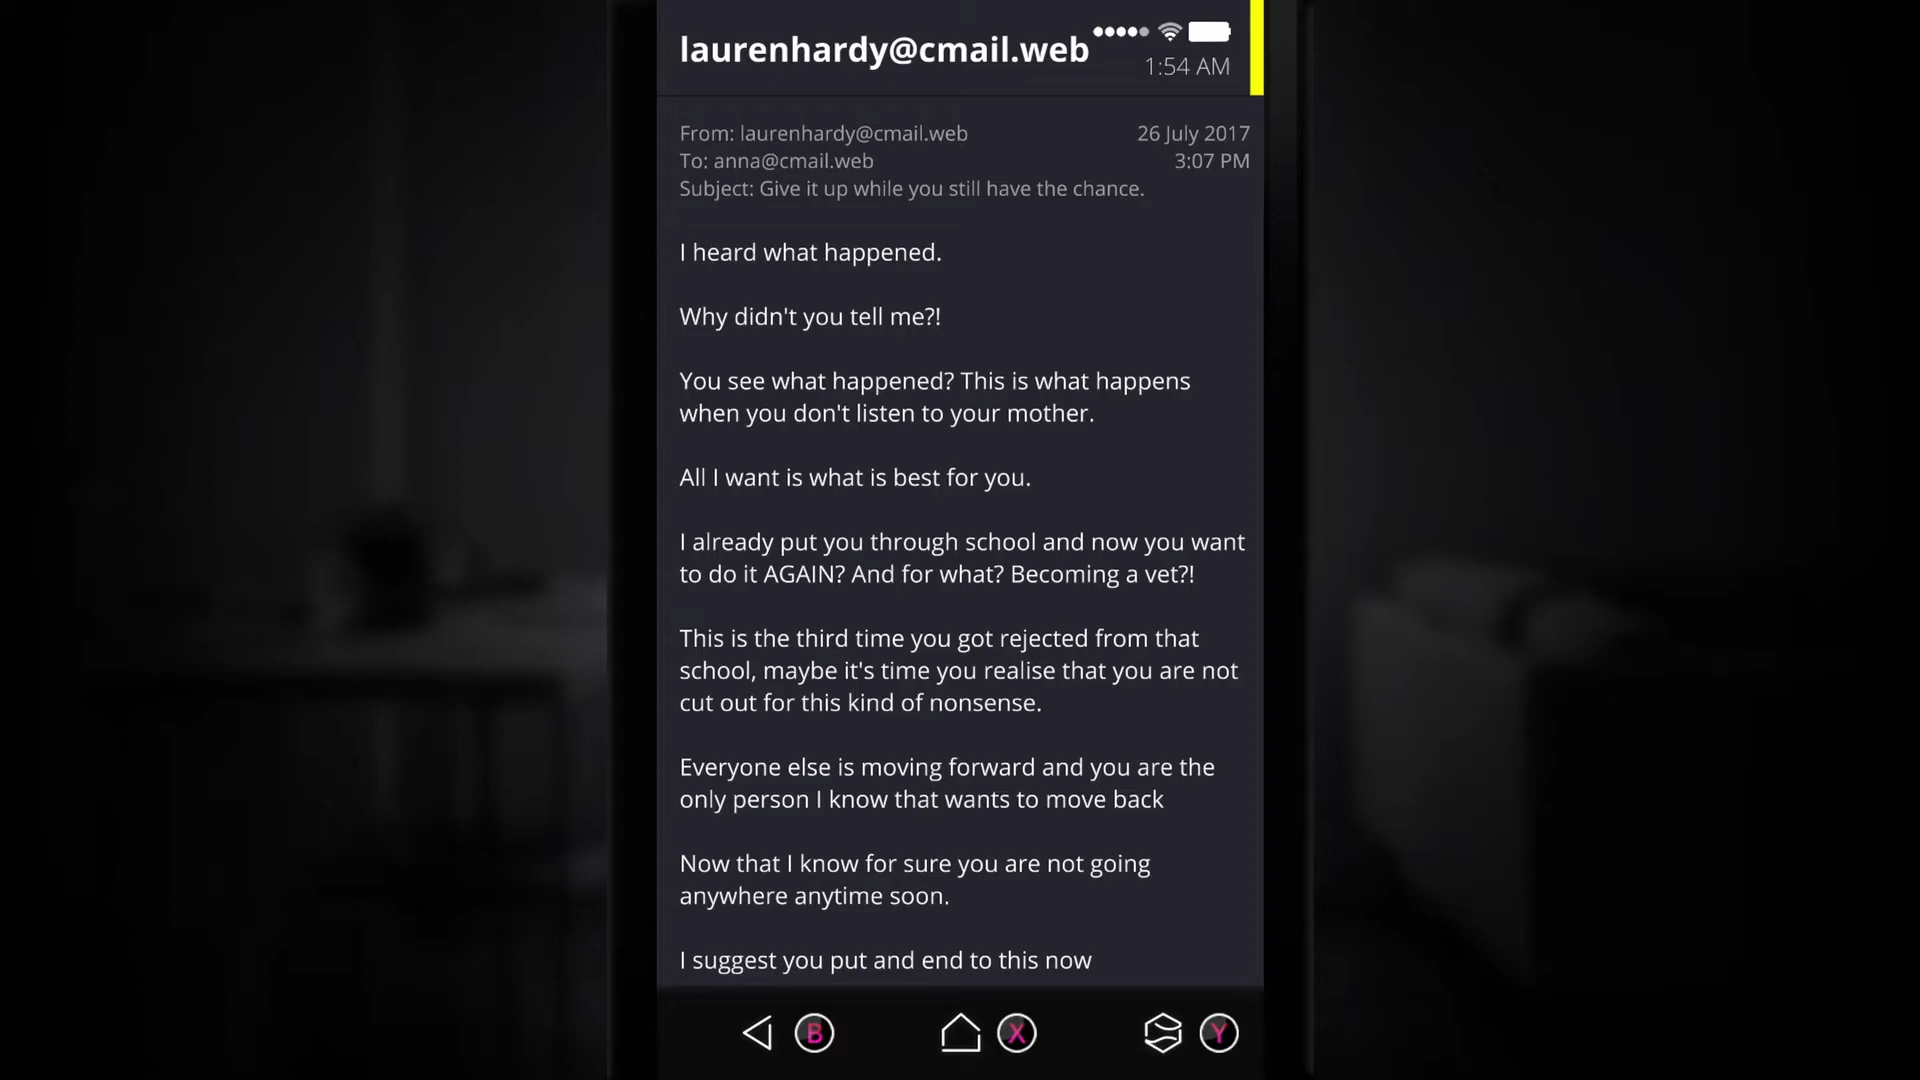 laurenhardy@cmail.web
1:54 AM
From: laurenhardy@cmail.web 26 July 2017
To: anna@cmail.web 3:07 PM
Subject: Give it up while you still have the chance.
I heard what happened.
Why didn't you tell me?!
You see what happened? This is what happens
when you don't listen to your mother.
All I want is what is best for you.
I already put you through school and now you want
to do it AGAIN? And for what? Becoming a vet?!
This is the third time you got rejected from that
school, maybe it's time you realise that you are not
cut out for this kind of nonsense.
Everyone else is moving forward and you are the
only person I know that wants to move back
Now that I know for sure you are not going
anywhere anytime soon.
I suggest you put and end to this now
B X Y